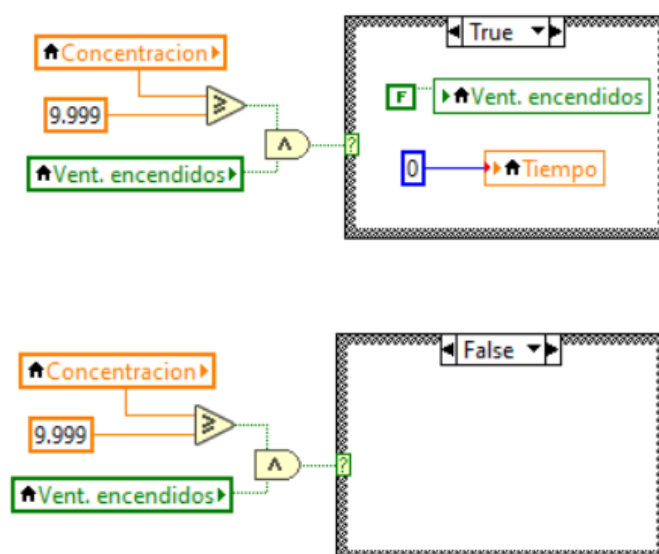 True
Concentracion
9.999
≥
F
Vent. encendidos
∧
?
Vent. encendidos
0
Tiempo
False
Concentracion
9.999
≥
∧
?
Vent. encendidos